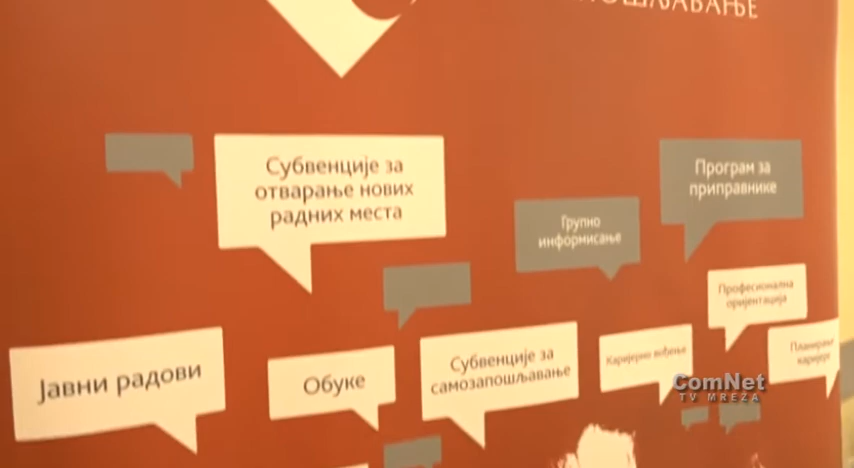 Субвенције за
отварање нових
радних места
Програм за
приправнике
Групно
информисање
Професионална
оријентација
Јавни радови
Обуке
Субвенције за
самозапошљавање
Каријерно вођење
каријере
ComNet
TV MREZA